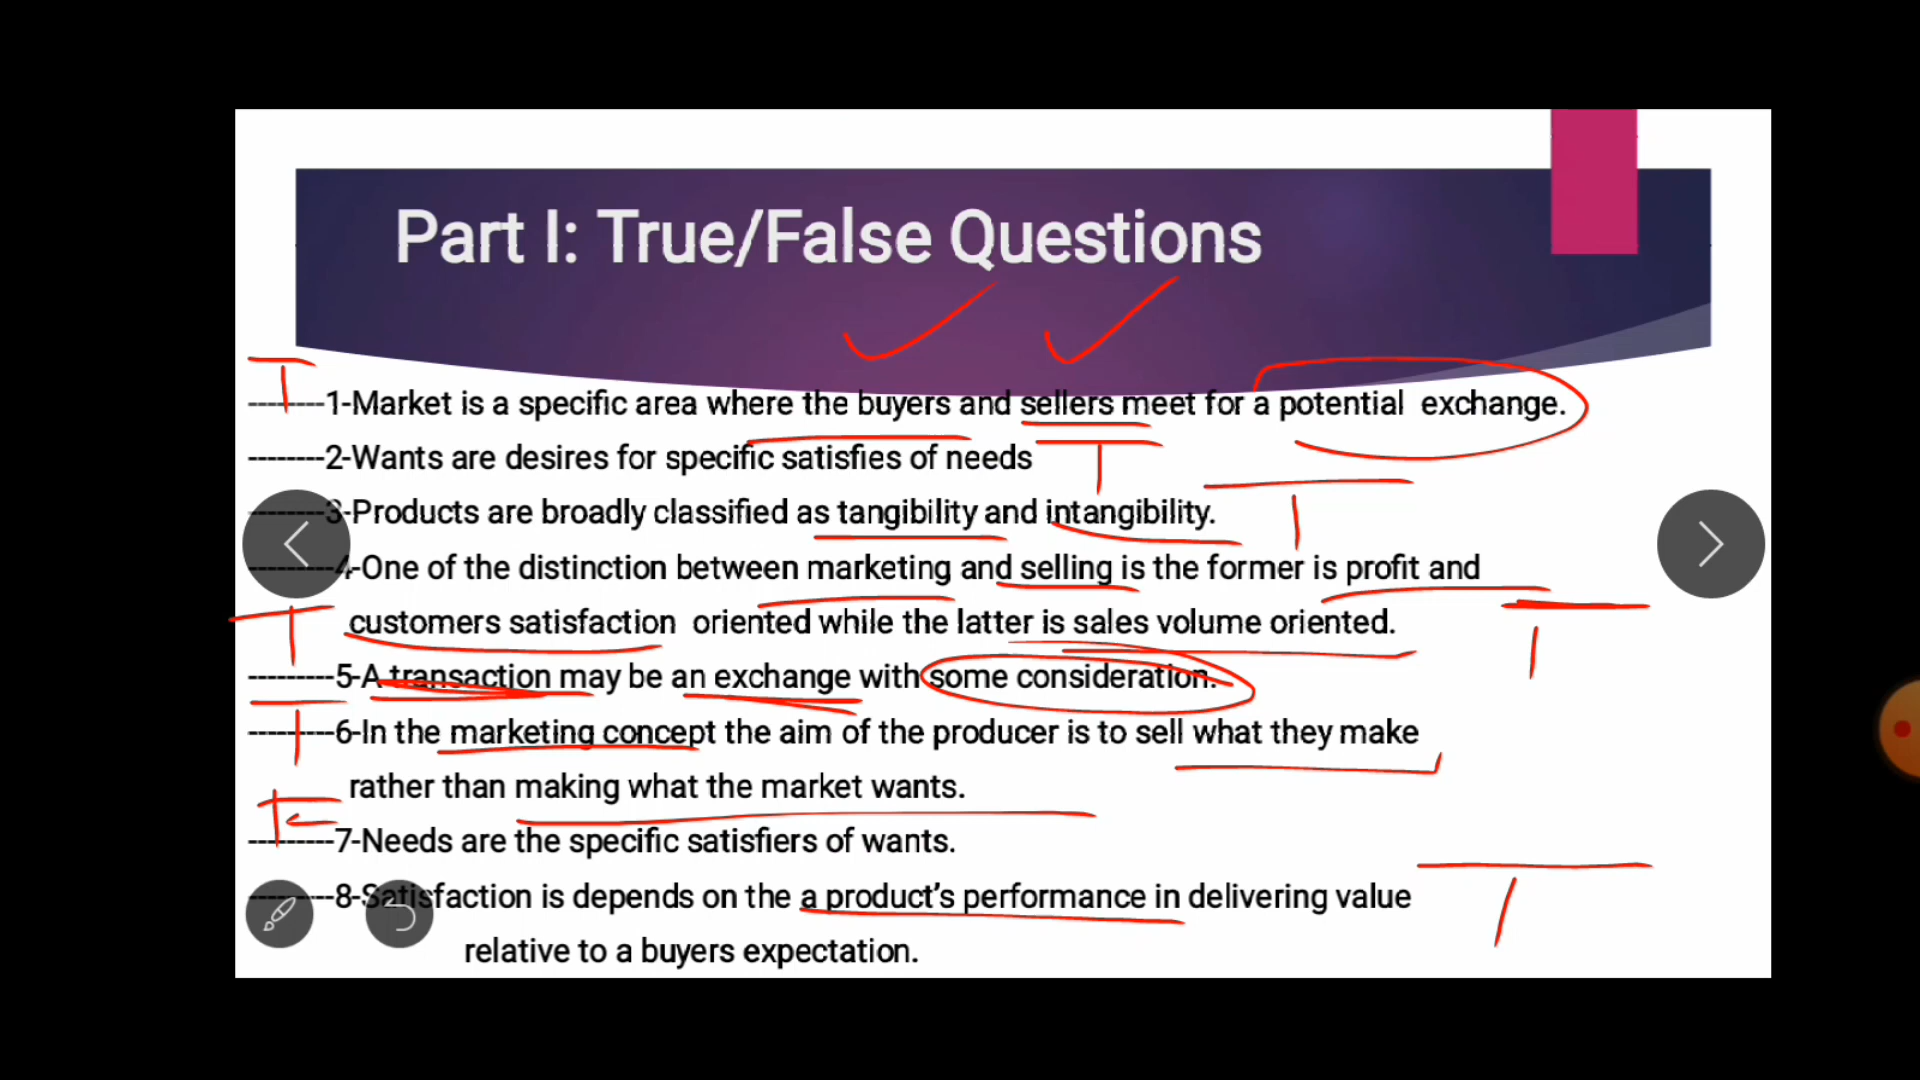 Part I: True/False Questions
T
--------1-Market is a specific area where the buyers and sellers meet for a potential exchange.
--------2-Wants are desires for specific satisfies of needs T
--------3-Products are broadly classified as tangibility and intangibility. T
---------4-One of the distinction between marketing and selling is the former is profit and
customers satisfaction oriented while the latter is sales volume oriented. T
T
---------5-A transaction may be an exchange with some consideration.
T
---------6-In the marketing concept the aim of the producer is to sell what they make
rather than making what the market wants.
F
---------7-Needs are the specific satisfiers of wants.
---------8-Satisfaction is depends on the a product's performance in delivering value T
relative to a buyers expectation.